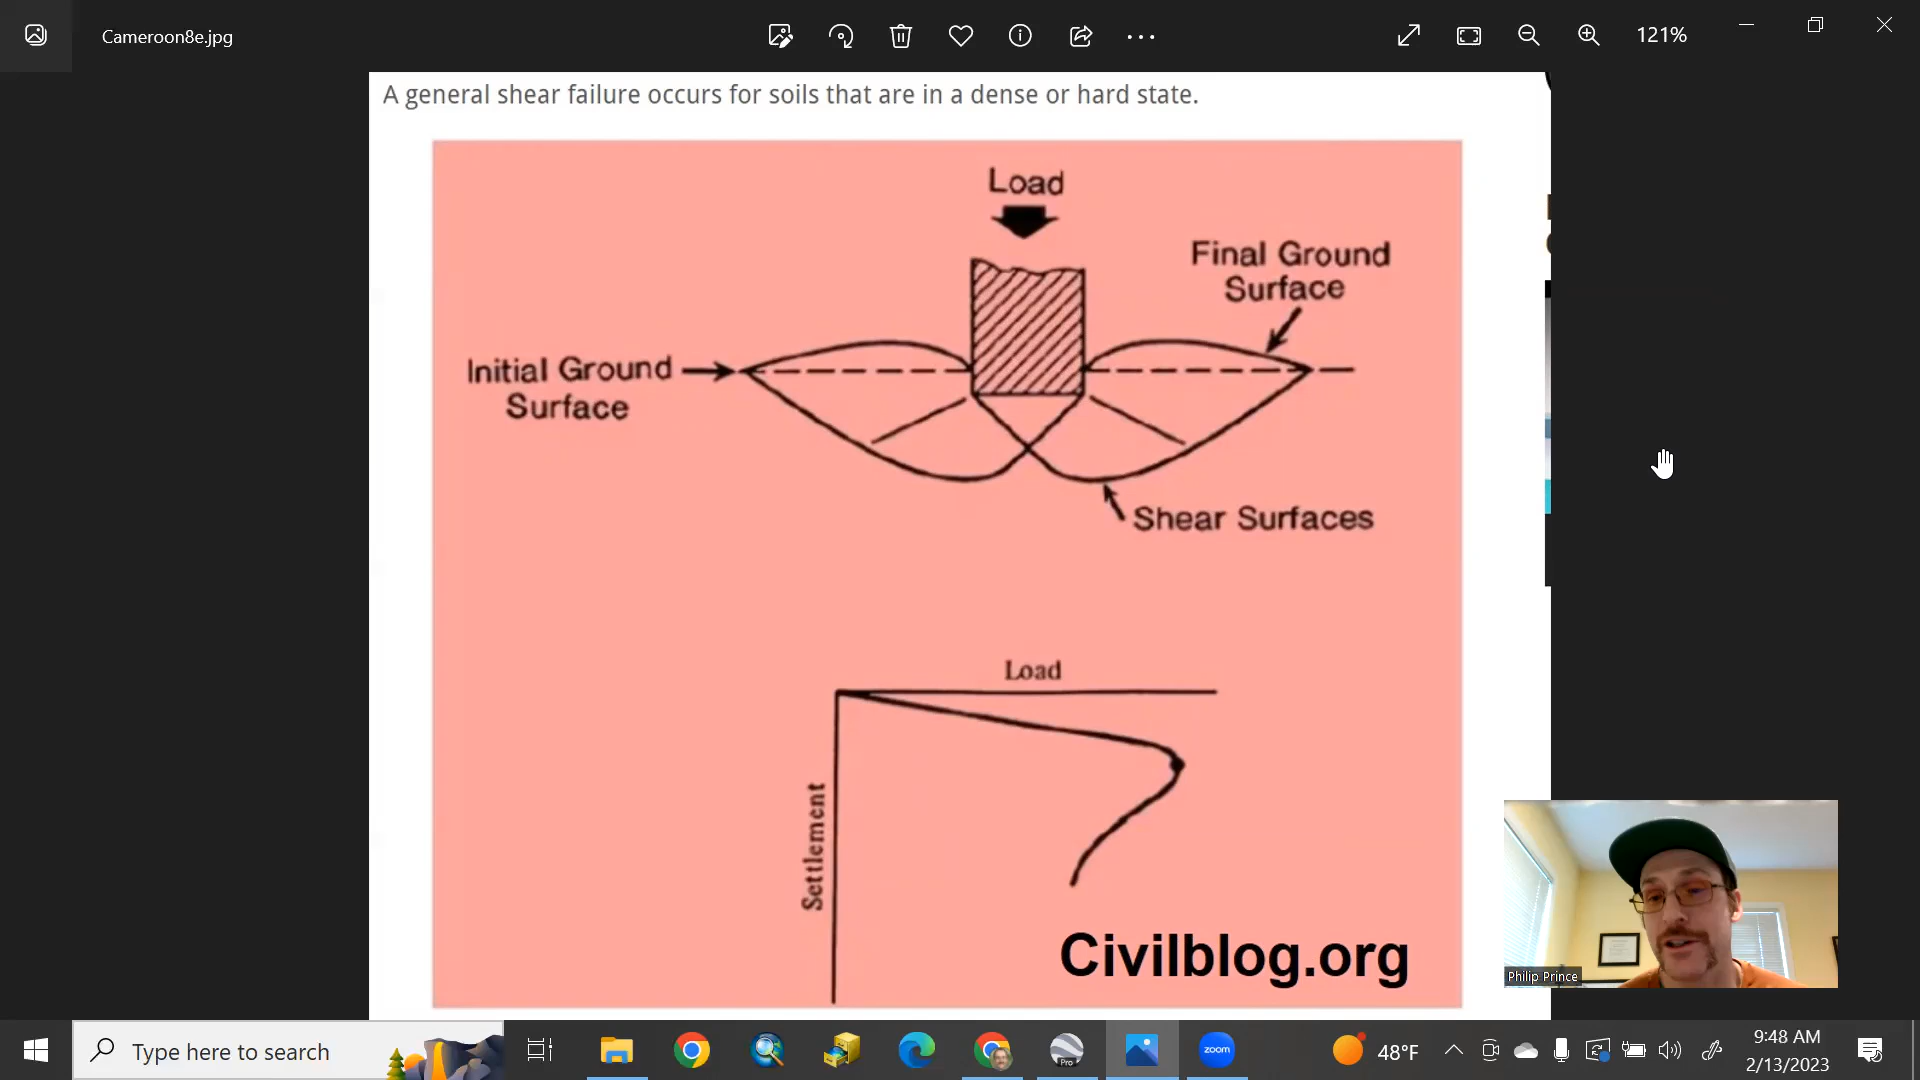 Cameroon8e.jpg
121%
A general shear failure occurs for soils that are in a dense or hard state.
Load
Final Ground
Surface
Initial Ground
Surface
Shear Surfaces
Load
Settlement
Civilblog.org
Philip Prince
Type here to search
Pro
zoom
48°F
9:48 AM
2/13/2023